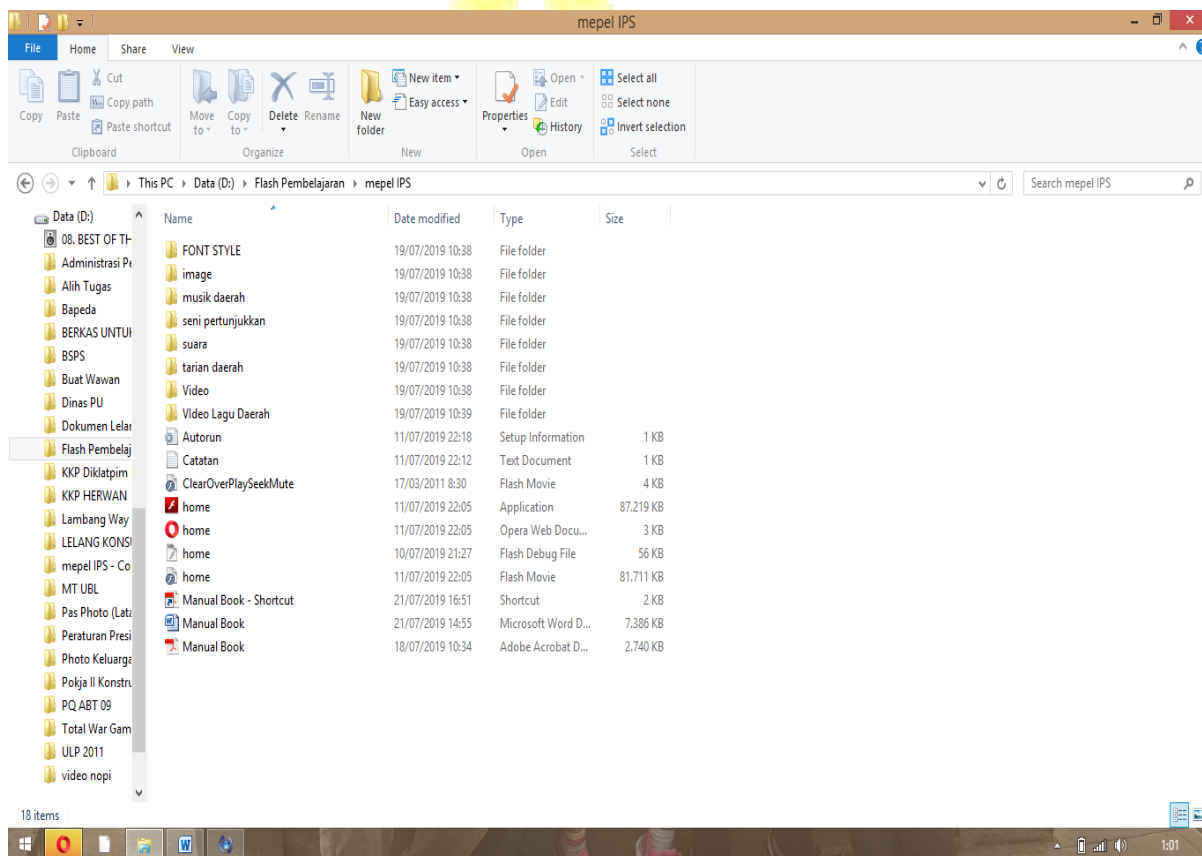 mepel IPS
File Home Share View
Copy
Paste
Cut
Copy path
Paste shortcut
Clipboard
Move to
Copy to
Delete
Rename
Organize
New folder
New item
Easy access
New
Properties
Open
Edit
History
Open
Select all
Select none
Invert selection
Select
This PC Data (D:) Flash Pembelajaran mepel IPS
Search mepel IPS
Data (D:)
08. BEST OF TH
Administrasi Pe
Alih Tugas
Bapeda
BERKAS UNTUK
BSPS
Buat Wawan
Dinas PU
Dokumen Lelan
Flash Pembelaj
KKP Diklatpim
KKP HERWAN
Lambang Way
LELANG KONS
mepel IPS - Co
MT UBL
Pas Photo (Lata
Peraturan Presi
Photo Keluarga
Pokja II Konstru
PQ ABT 09
Total War Gam
ULP 2011
video nopi
Name Date modified Type Size
FONT STYLE 19/07/2019 10:38 File folder
image 19/07/2019 10:38 File folder
musik daerah 19/07/2019 10:38 File folder
seni pertunjukkan 19/07/2019 10:38 File folder
suara 19/07/2019 10:38 File folder
tarian daerah 19/07/2019 10:38 File folder
Video 19/07/2019 10:38 File folder
VIdeo Lagu Daerah 19/07/2019 10:39 File folder
Autorun 11/07/2019 22:18 Setup Information 1 KB
Catatan 11/07/2019 22:12 Text Document 1 KB
ClearOverPlaySeekMute 17/03/2011 8:30 Flash Movie 4 KB
home 11/07/2019 22:05 Application 87.219 KB
home 11/07/2019 22:05 Opera Web Docu... 3 KB
home 10/07/2019 21:27 Flash Debug File 56 KB
home 11/07/2019 22:05 Flash Movie 81.711 KB
Manual Book - Shortcut 21/07/2019 16:51 Shortcut 2 KB
Manual Book 21/07/2019 14:55 Microsoft Word D... 7.386 KB
Manual Book 18/07/2019 10:34 Adobe Acrobat D... 2.740 KB
18 items
1:01